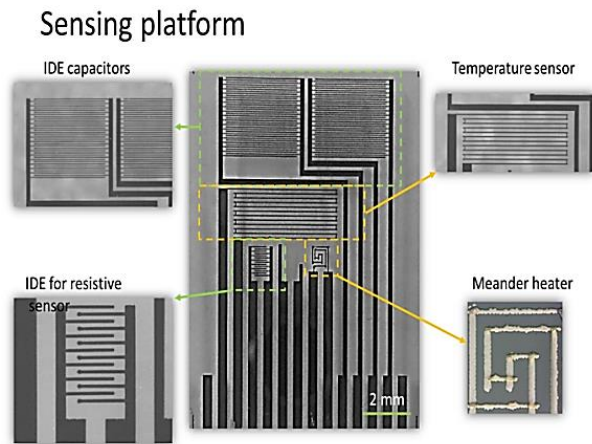 Sensing platform
IDE capacitors
Temperature sensor
IDE for resistive
sensor
Meander heater
2 mm